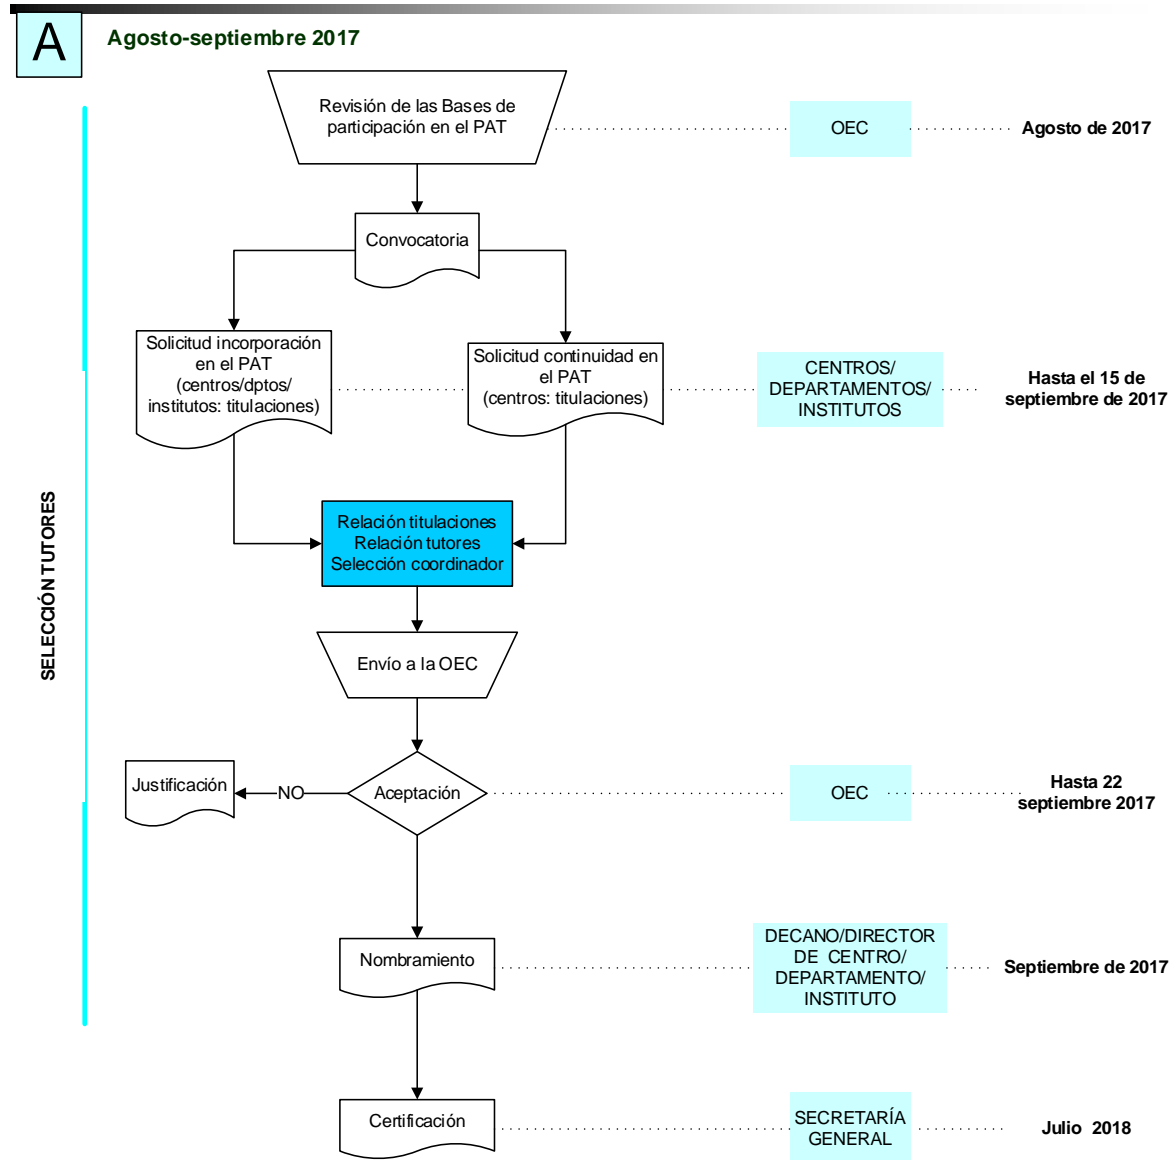 A
Agosto-septiembre 2017
Revisión de las Bases de
participación en el PAT
OEC
Agosto de 2017
Convocatoria
Solicitud incorporación
en el PAT
(centros/dptos/
institutos: titulaciones)
Solicitud continuidad en
el PAT
(centros: titulaciones)
CENTROS/
DEPARTAMENTOS/
INSTITUTOS
Hasta el 15 de
septiembre de 2017
Relación titulaciones
Relación tutores
Selección coordinador
SELECCIÓN TUTORES
Envío a la OEC
Justificación
NO
Aceptación
OEC
Hasta 22
septiembre 2017
Nombramiento
DECANO/DIRECTOR
DE CENTRO/
DEPARTAMENTO/
INSTITUTO
Septiembre de 2017
Certificación
SECRETARÍA
GENERAL
Julio 2018